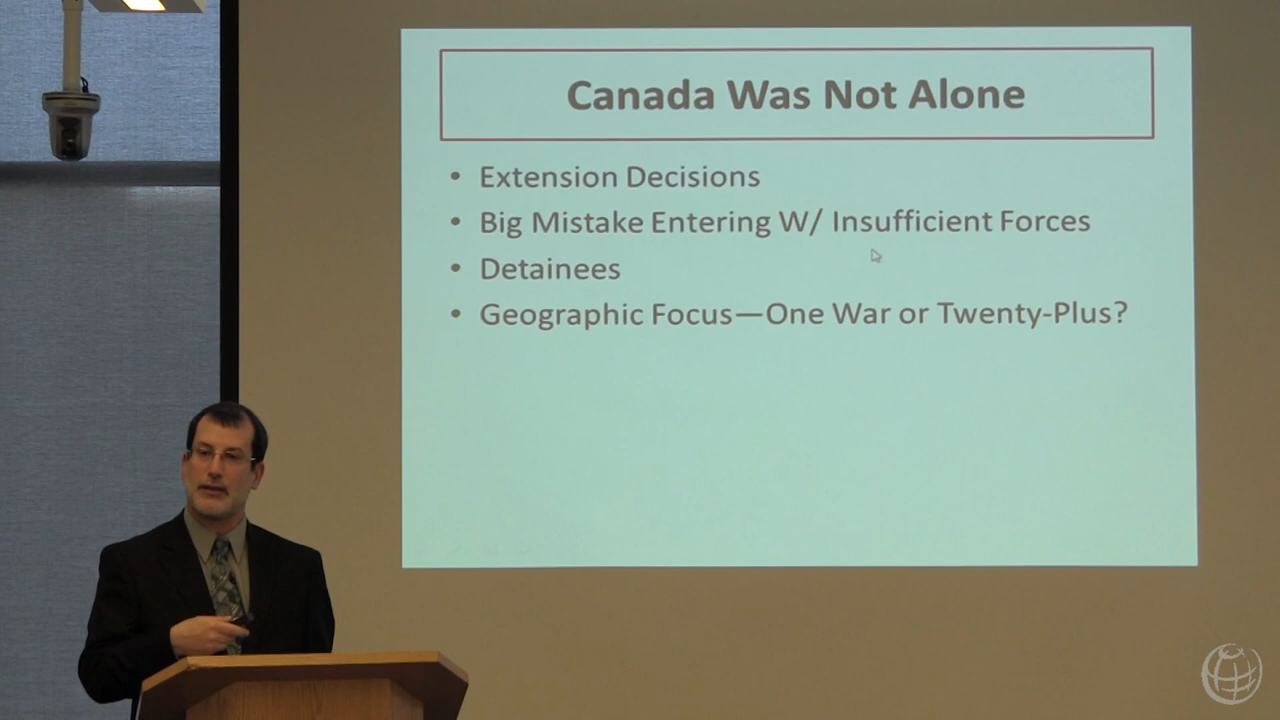 Canada Was Not Alone
• Extension Decisions
• Big Mistake Entering W/ Insufficient Forces
• Detainees
• Geographic Focus—One War or Twenty-Plus?